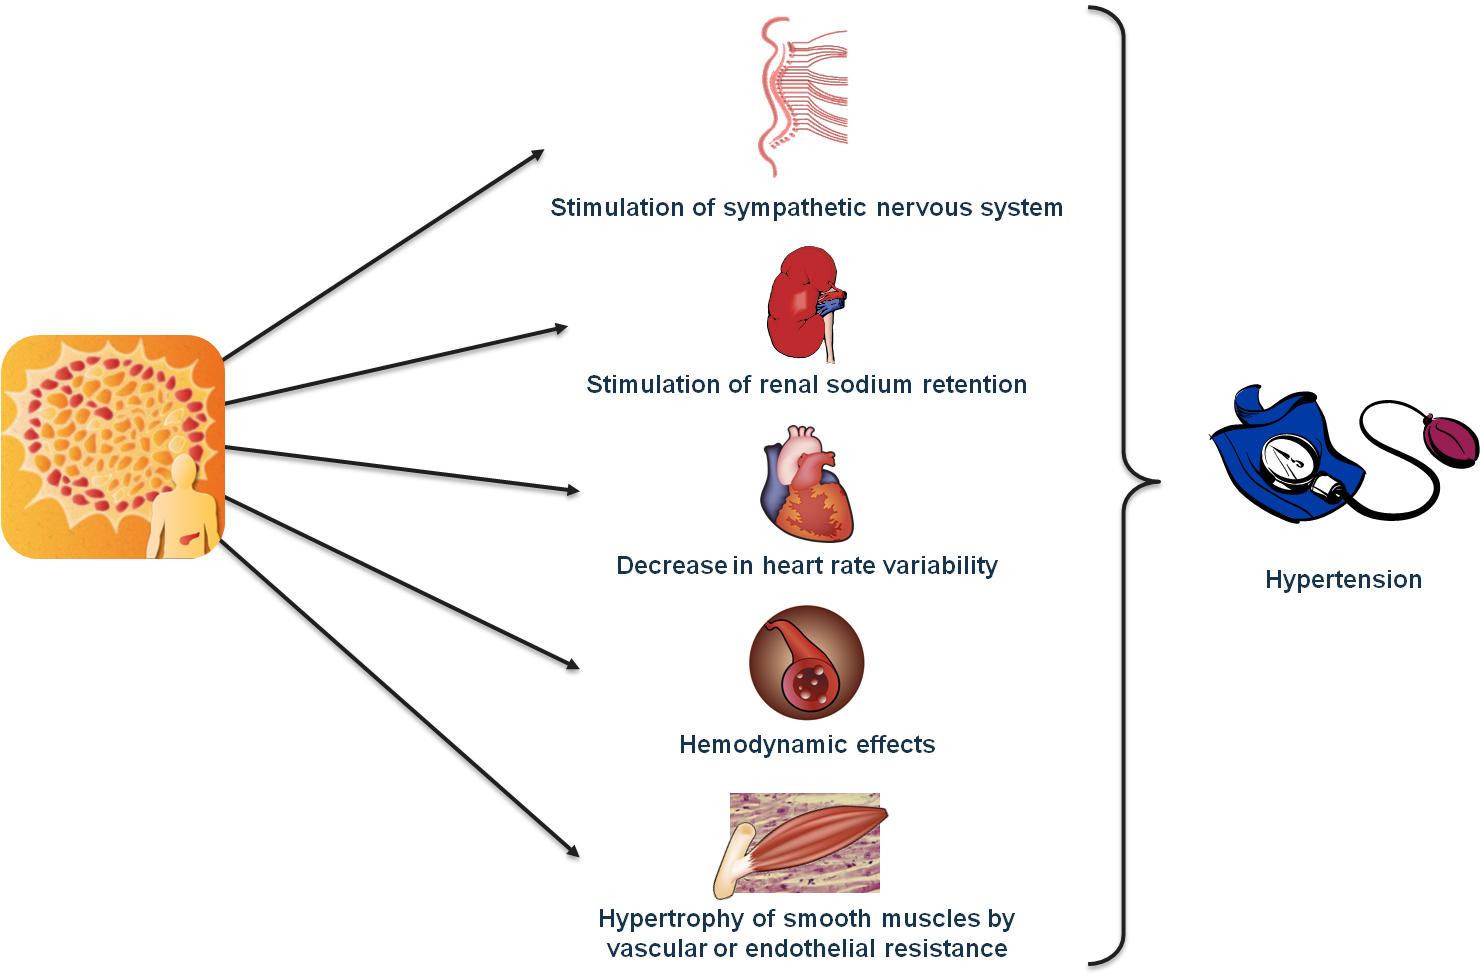 Stimulation of sympathetic nervous system
Stimulation of renal sodium retention
Decrease in heart rate variability
Hemodynamic effects
Hypertrophy of smooth muscles by
vascular or endothelial resistance
Hypertension